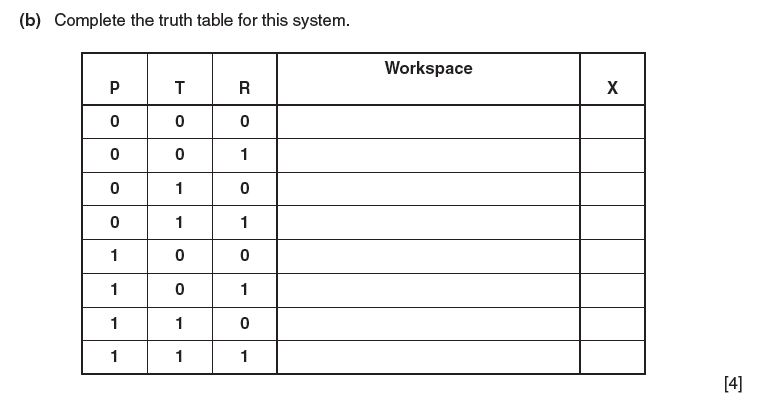 (b) Complete the truth table for this system.
Workspace
P T R X
0 0 0
0 0 1
0 1 0
0 1 1
1 0 0
1 0 1
1 1 0
1 1 1
[4]